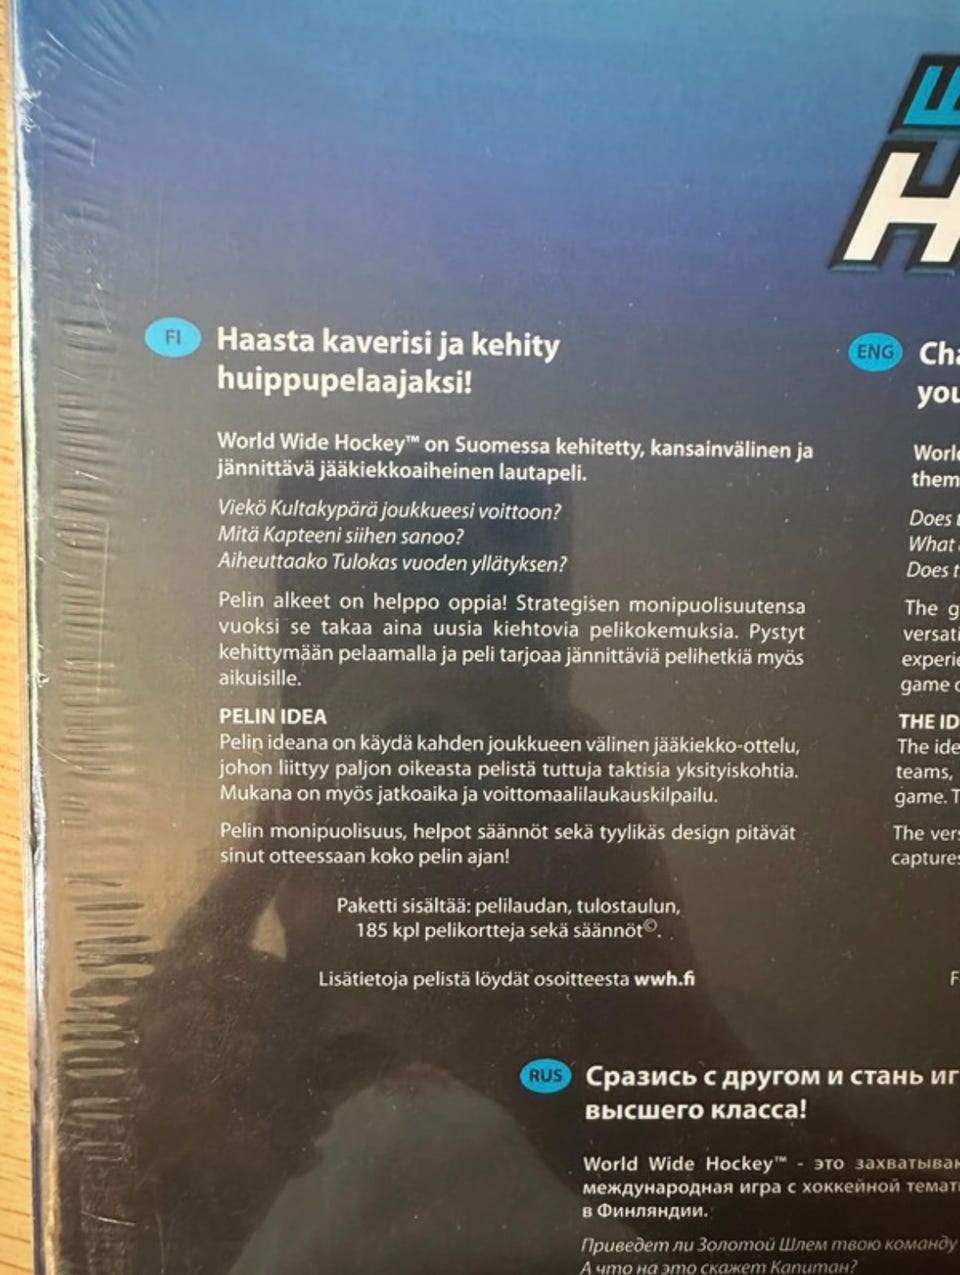 FI
Haasta kaverisi ja kehity
huippupelaajaksi!
World Wide Hockey™ on Suomessa kehitetty, kansainvälinen ja
jännittävä jääkiekkoaiheinen lautapeli.
Viekö Kultakypärä joukkueesi voittoon?
Mitä Kapteeni siihen sanoo?
Aiheuttaako Tulokas vuoden yllätyksen?
Pelin alkeet on helppo oppia! Strategisen monipuolisuutensa
vuoksi se takaa aina uusia kiehtovia pelikokemuksia. Pystyt
kehittymään pelaamalla ja peli tarjoaa jännittäviä pelihetkiä myös
aikuisille.
PELIN IDEA
Pelin ideana on käydä kahden joukkueen välinen jääkiekko-ottelu,
johon liittyy paljon oikeasta pelistä tuttuja taktisia yksityiskohtia.
Mukana on myös jatkoaika ja voittomaalilaukauskilpailu.
Pelin monipuolisuus, helpot säännöt sekä tyylikäs design pitävät
sinut otteessaan koko pelin ajan!
Paketti sisältää: pelilaudan, tulostaulun,
185 kpl pelikortteja sekä säännöt©.
Lisätietoja pelistä löydät osoitteesta wwh.fi
H
ENG
Cha
you
World
them
Does t
What
Does t
The g
versati
experie
game
THE ID
The ide
teams,
game. T
The vers
captures
F
RUS
Сразись с другом и стань иг
высшего класса!
World Wide Hockey™ - это захватыва
международная игра с хоккейной темат
в Финляндии.
Приведет ли Золотой Шлем твою команду
А что на это скажет Капитан?